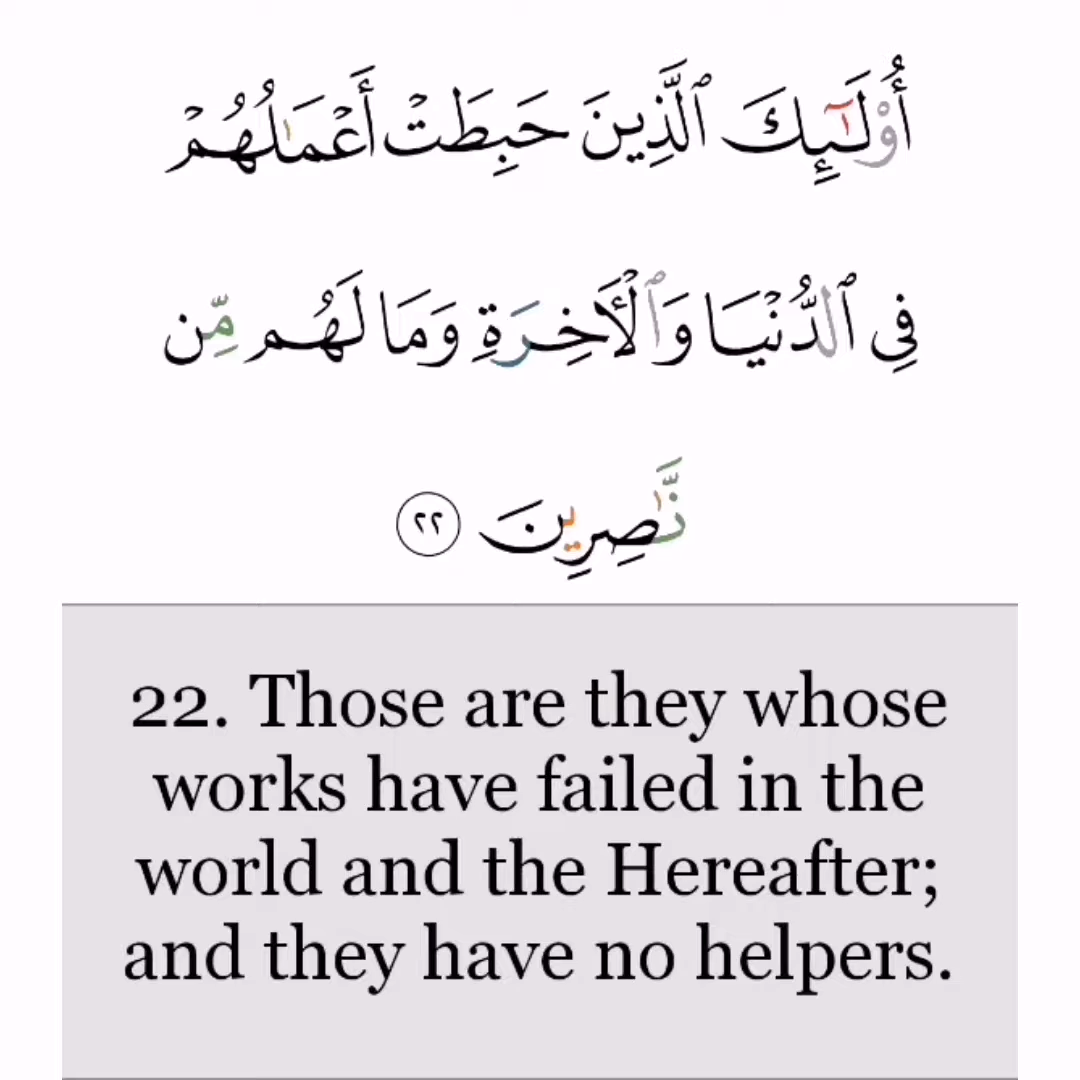 أُو۟لَـٰٓئِكَ ٱلَّذِينَ حَبِطَتْ أَعْمَـٰلُهُمْ
فِى ٱلدُّنْيَا وَٱلْـَٔاخِرَةِ وَمَا لَهُم مِّن
نَّـٰصِرِينَ ٢٢
22. Those are they whose
works have failed in the
world and the Hereafter;
and they have no helpers.